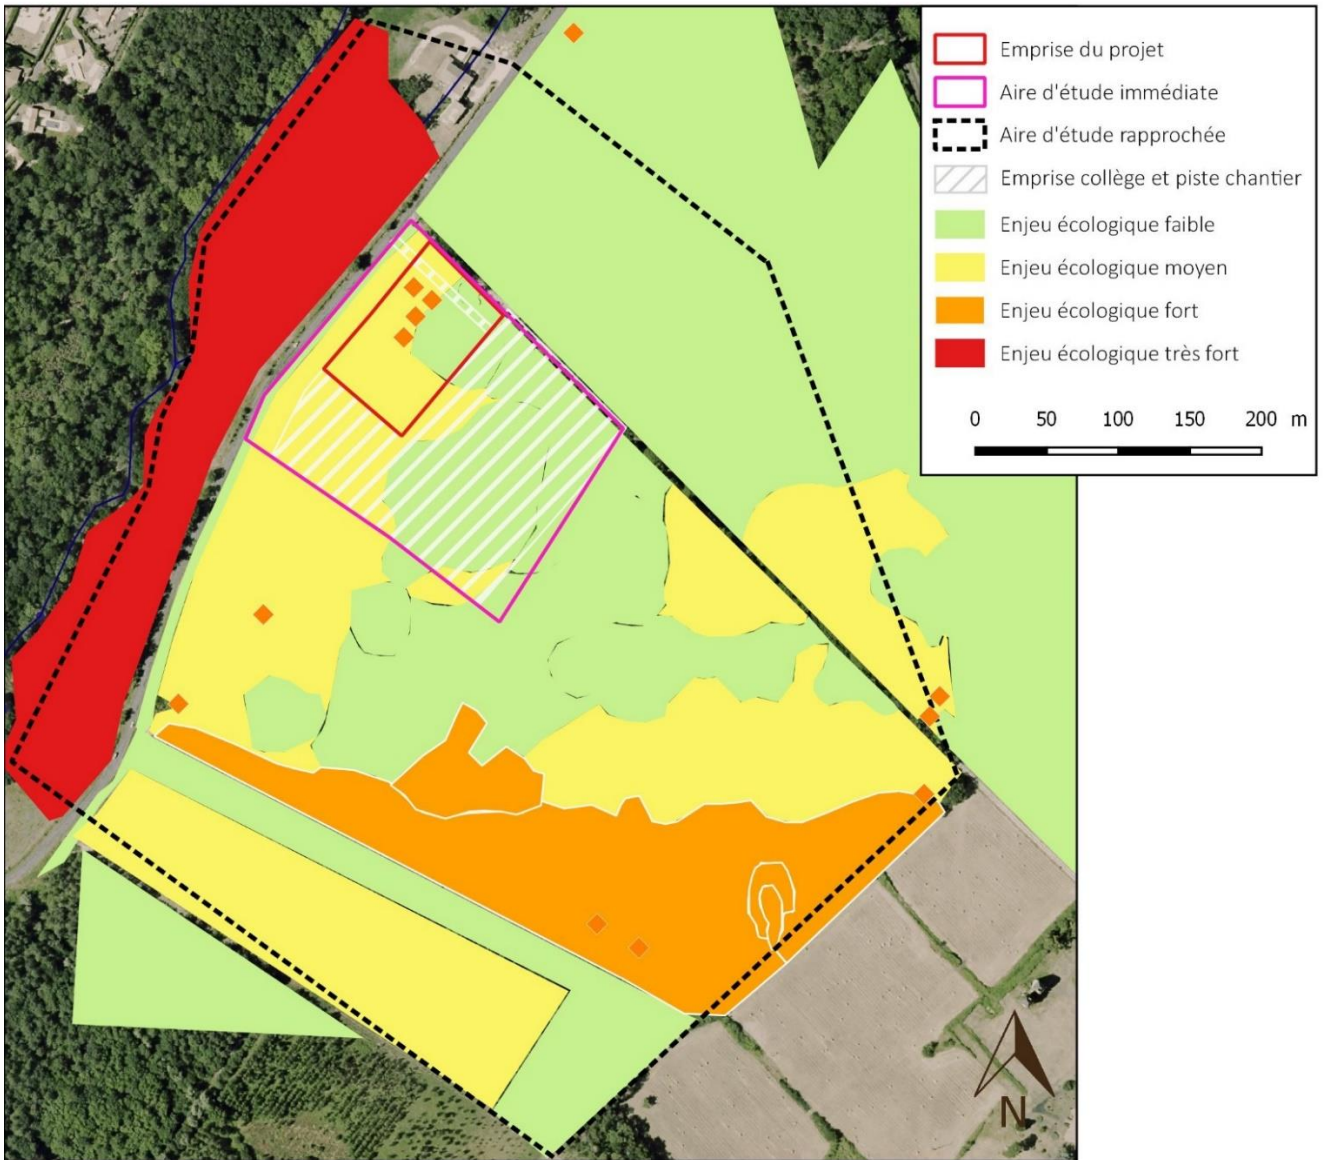 Emprise du projet
Aire d'étude immédiate
Aire d'étude rapprochée
Emprise collège et piste chantier
Enjeu écologique faible
Enjeu écologique moyen
Enjeu écologique fort
Enjeu écologique très fort
0 50 100 150 200 m
N